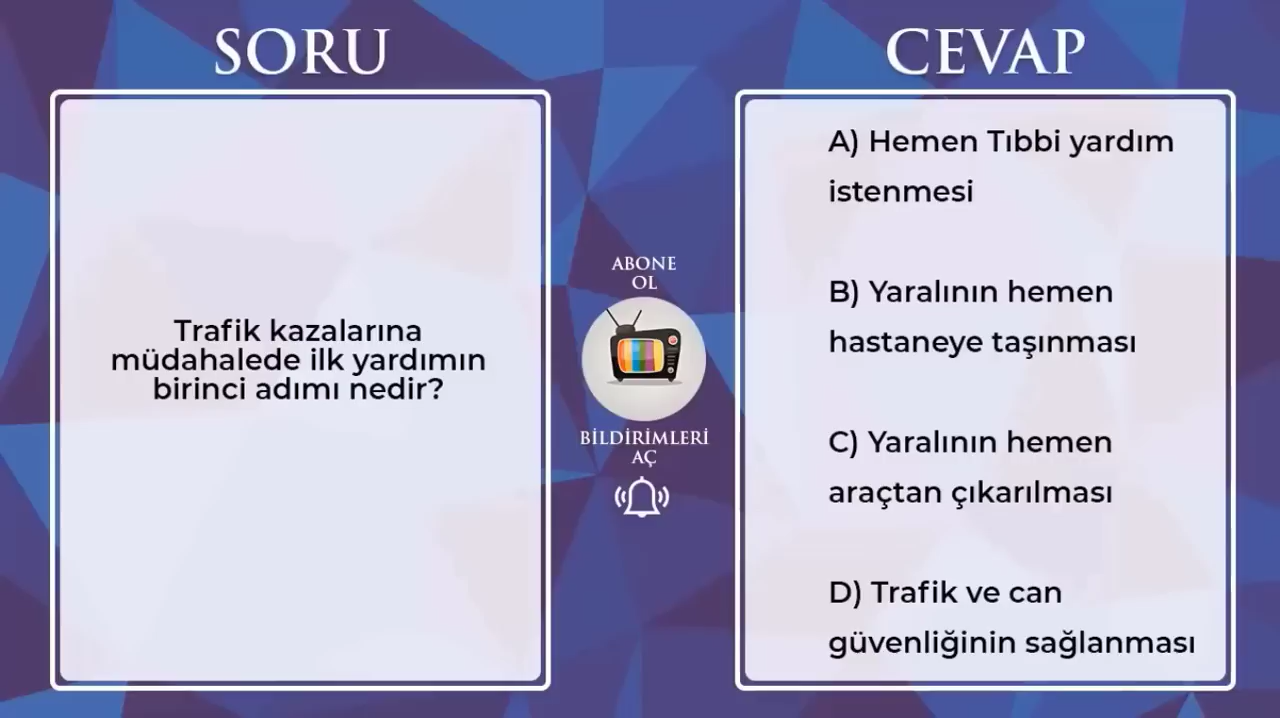 SORU
Trafik kazalarına
müdahalede ilk yardımın
birinci adımı nedir?
ABONE
OL
BİLDİRİMLERİ
AÇ
CEVAP
A) Hemen Tıbbi yardım
istenmesi
B) Yaralının hemen
hastaneye taşınması
C) Yaralının hemen
araçtan çıkarılması
D) Trafik ve can
güvenliğinin sağlanması